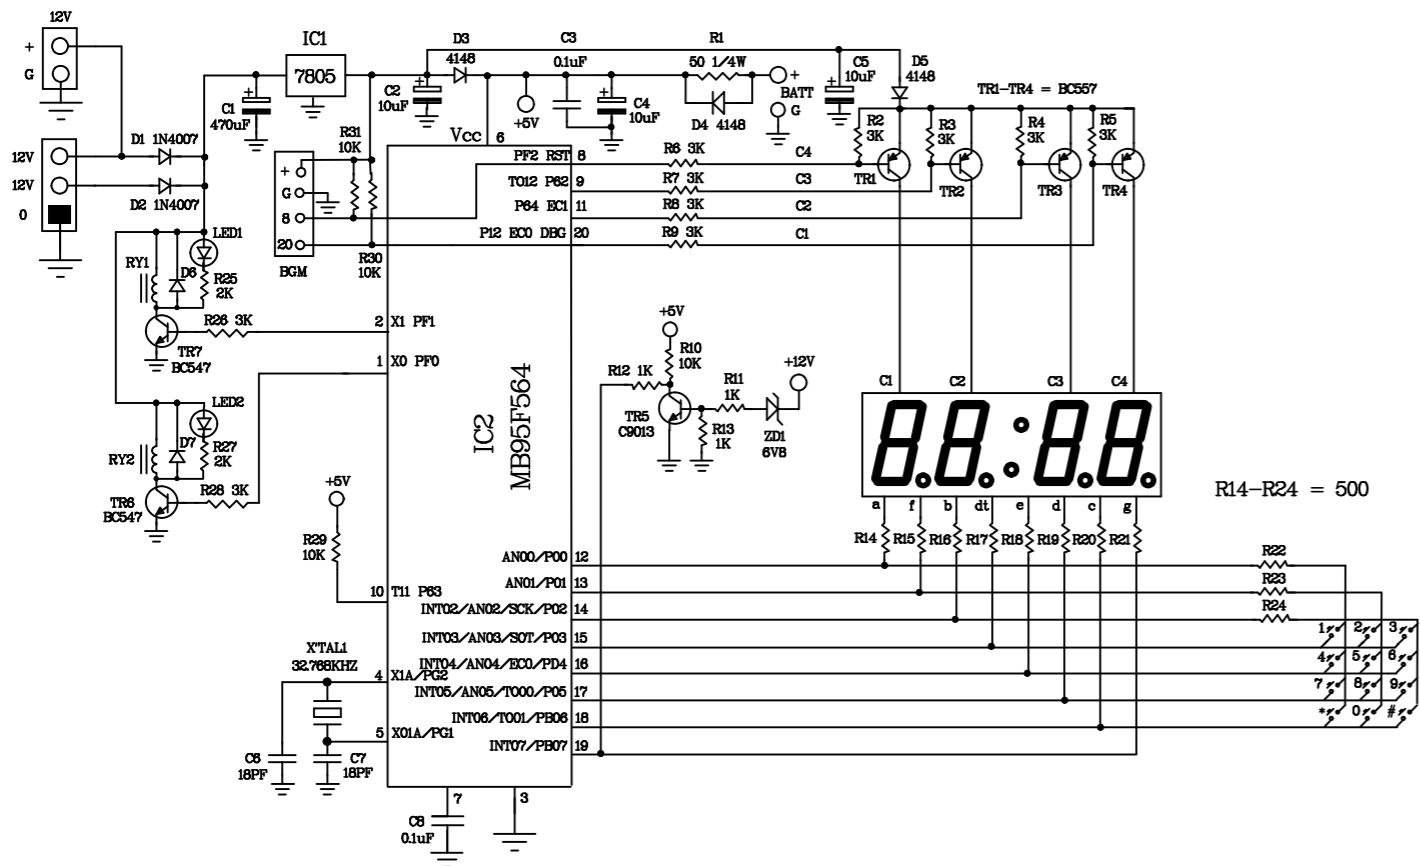 12V
+
G
12V
12V
0
D1 1N4007
D2 1N4007
IC1
7805
C1
470uF
C2
10uF
D3
4148
C3
0.1uF
C4
10uF
R1
50 1/4W
D4 4148
+
BATT
G
C5
10uF
D5
4148
TR1-TR4 = BC557
+5V
Vcc
6
R31
10K
+
G
8
20
BGM
R30
10K
PF2 RST
8
TO12 P62
9
P64 EC1
11
P12 EC0 DBG
20
R6 3K
R7 3K
R8 3K
R9 3K
C4
C3
C2
C1
R2
3K
R3
3K
R4
3K
R5
3K
TR1
TR2
TR3
TR4
LED1
RY1
D6
R25
2K
R26 3K
TR7
BC547
2
X1 PF1
1
X0 PF0
LED2
RY2
D7
R27
2K
R28 3K
TR6
BC547
IC2
MB95F564
+5V
R10
10K
R12 1K
R11
1K
+12V
TR5
C9013
R13
1K
ZD1
6V8
C1
C2
C3
C4
a
f
b
dt
e
d
c
g
R14
R15
R16
R17
R18
R19
R20
R21
R14-R24 = 500
+5V
R29
10K
10
T11 P63
AN00/P00
12
AN01/P01
13
INT02/AN02/SCK/P02
14
INT03/AN03/SOT/P03
15
INT04/AN04/EC0/PD4
16
INT05/AN05/TO00/P05
17
INT06/TO01/PB06
18
INT07/PB07
19
R22
R23
R24
1
2
3
4
5
6
7
8
9
*
0
#
X'TAL1
32.768KHZ
4
X1A/PG2
5
X01A/PG1
C6
18PF
C7
18PF
7
3
C8
0.1uF